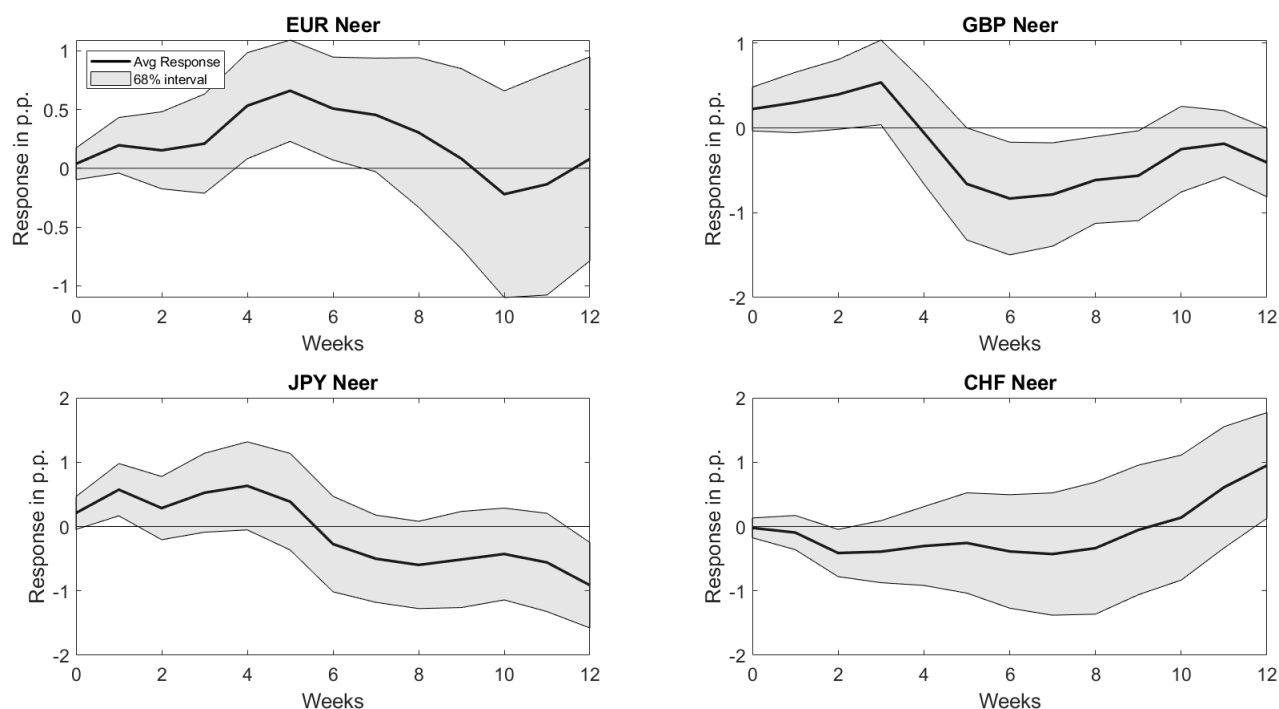 EUR Neer
Avg Response
68% interval
1
0.5
0
-0.5
-1
Response in p.p.
0 2 4 6 8 10 12
Weeks
GBP Neer
1
0
-1
-2
Response in p.p.
0 2 4 6 8 10 12
Weeks
JPY Neer
2
1
0
-1
-2
Response in p.p.
0 2 4 6 8 10 12
Weeks
CHF Neer
2
1
0
-1
-2
Response in p.p.
0 2 4 6 8 10 12
Weeks